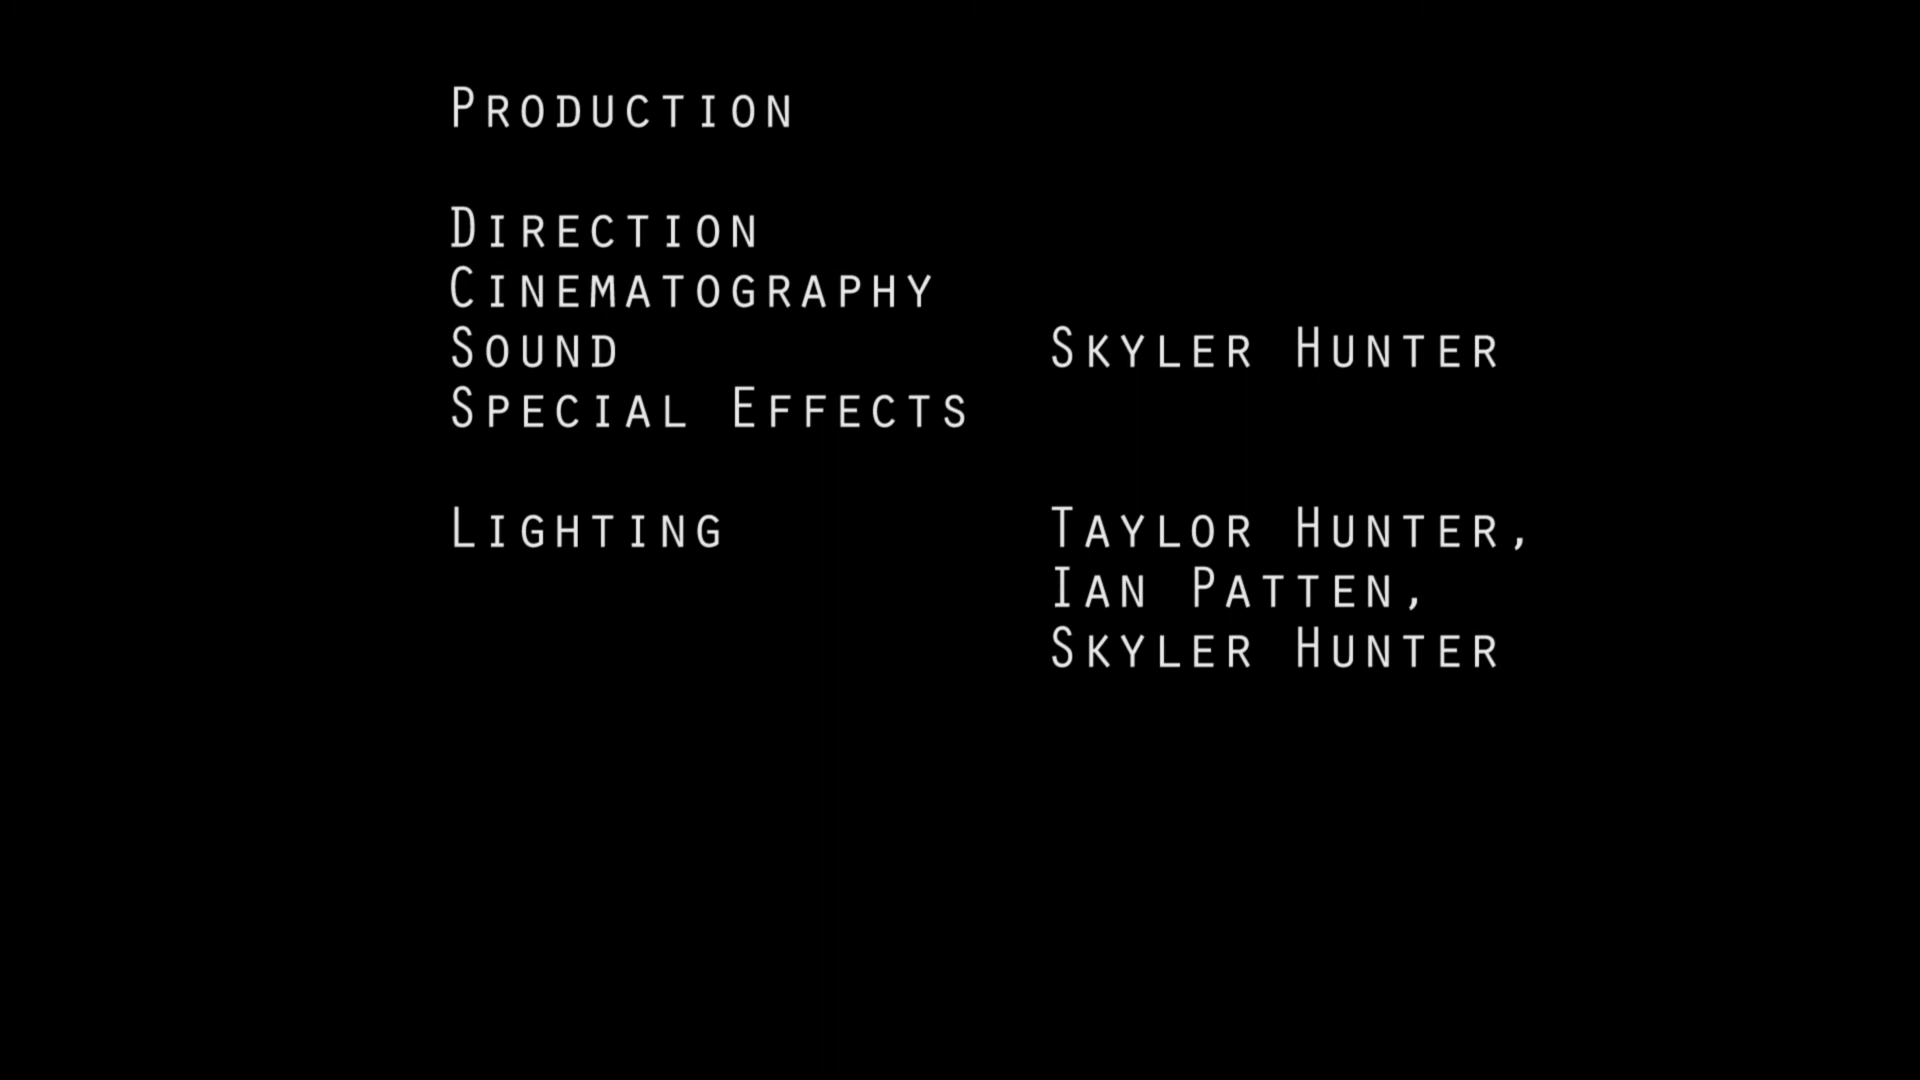 PRODUCTION
DIRECTION
CINEMATOGRAPHY
SOUND SKYLER HUNTER
SPECIAL EFFECTS
LIGHTING TAYLOR HUNTER,
IAN PATTEN,
SKYLER HUNTER